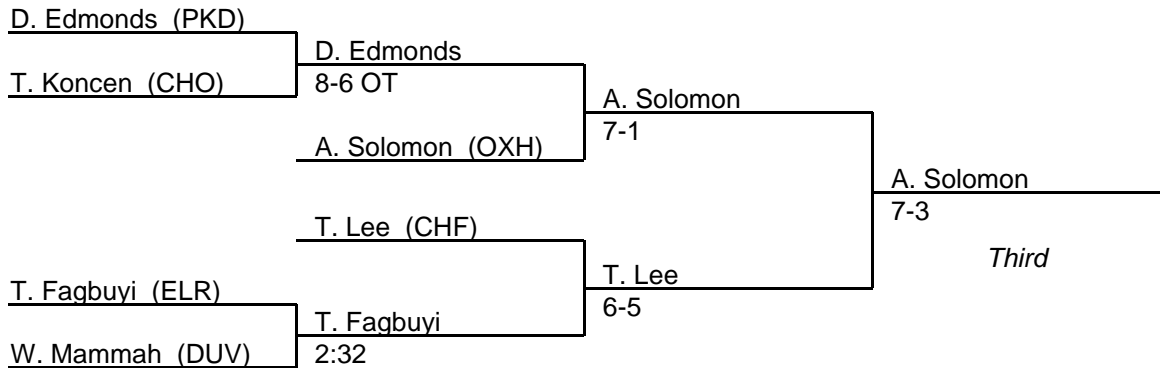 D. Edmonds (PKD)
D. Edmonds
T. Koncen (CHO)
8-6 OT
A. Solomon
7-1
A. Solomon (OXH)
A. Solomon
7-3
T. Lee (CHF)
Third
T. Lee
T. Fagbuyi (ELR)
6-5
T. Fagbuyi
W. Mammah (DUV)
2:32